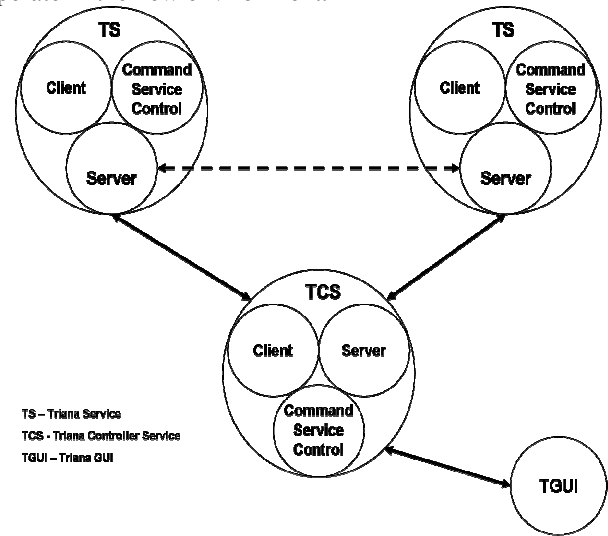 TS
TS
Client
Command
Service
Control
Client
Command
Service
Control
Server
Server
TCS
Client
Server
Command
Service
Control
TS – Triana Service
TCS - Triana Controller Service
TGUI – Triana GUI
TGUI